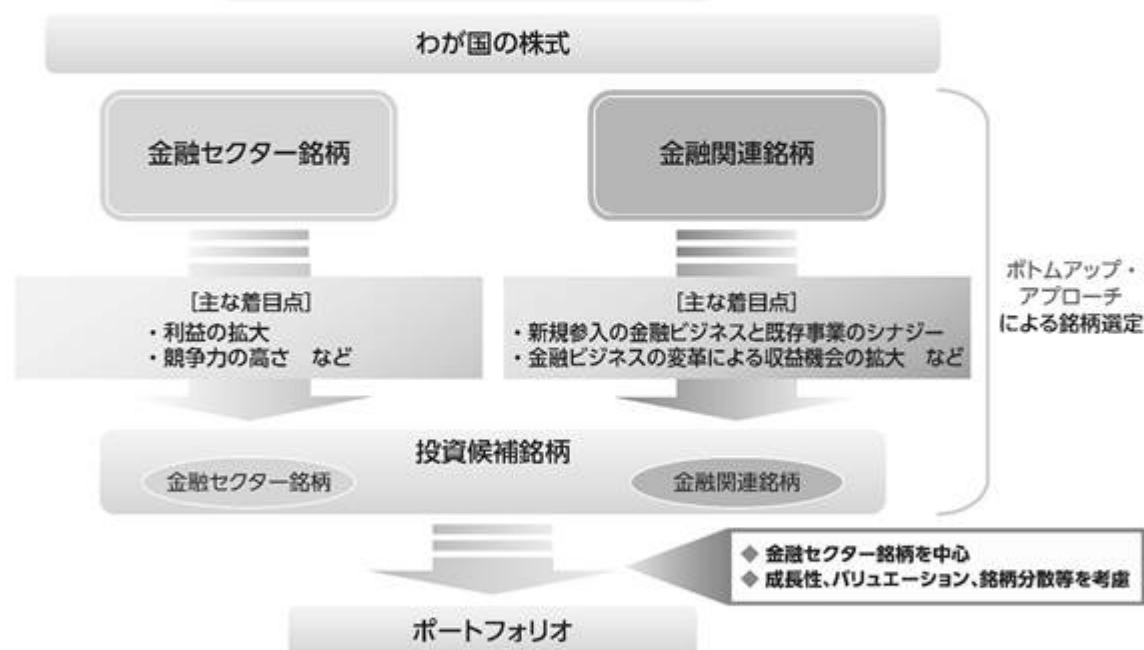 わが国の株式
金融セクター銘柄
金融関連銘柄
[主な着目点]
・利益の拡大
・競争力の高さ　など
[主な着目点]
・新規参入の金融ビジネスと既存事業のシナジー
・金融ビジネスの変革による収益機会の拡大　など
ボトムアップ・
アプローチ
による銘柄選定
投資候補銘柄
金融セクター銘柄
金融関連銘柄
◆ 金融セクター銘柄を中心
◆ 成長性、バリュエーション、銘柄分散等を考慮
ポートフォリオ